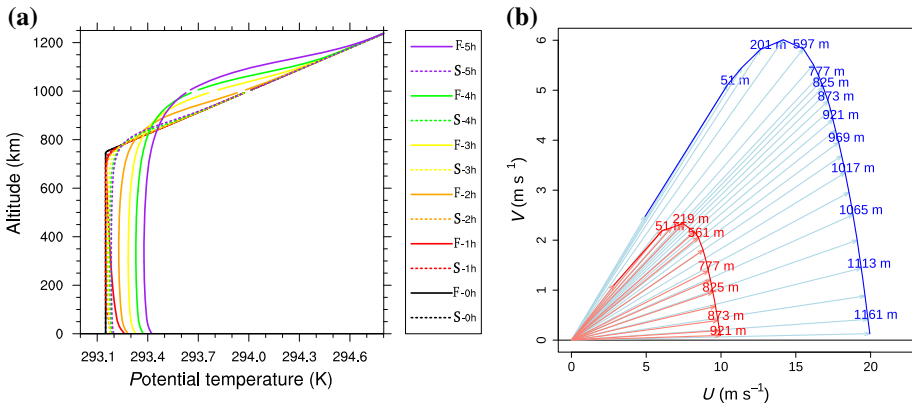 (a)
1200
1000
800
600
400
200
0
Altitude (km)
293.1 293.4 293.7 294.0 294.3 294.6
Potential temperature (K)
F-5h
S-5h
F-4h
S-4h
F-3h
S-3h
F-2h
S-2h
F-1h
S-1h
F-0h
S-0h
(b)
6
5
4
3
2
1
0
V (m s⁻¹)
201 m 597 m
51 m
777 m
825 m
873 m
921 m
969 m
1017 m
1065 m
1113 m
1161 m
219 m
51 m
561 m
777 m
825 m
873 m
921 m
0 5 10 15 20
U (m s⁻¹)